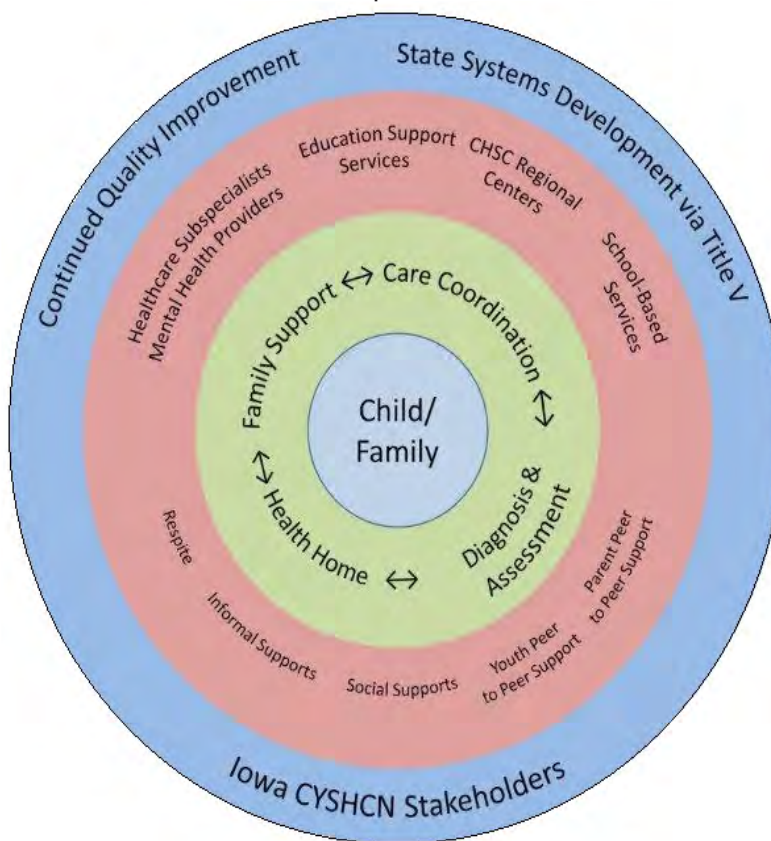 Continued Quality Improvement
State Systems Development via Title V
Healthcare Subspecialists
Mental Health Providers
Education Support
Services
CHSC Regional
Centers
School-Based
Services
Family Support
Care Coordination
Child/
Family
Health Home
Diagnosis &
Assessment
Respite
Informal Supports
Social Supports
Youth Peer
to Peer Support
Parent Peer
to Peer Support
Iowa CYSHCN Stakeholders